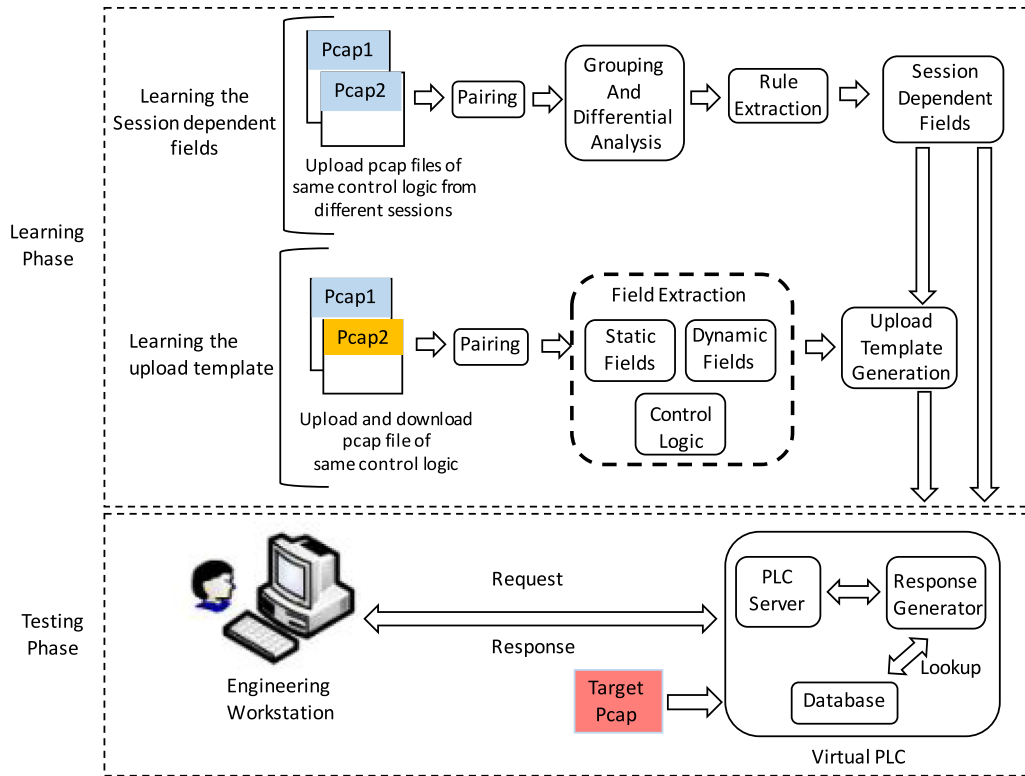 Learning
Phase
Learning the
Session dependent
fields
Pcap1
Pcap2
Upload pcap files of
same control logic from
different sessions
Pairing
Grouping
And
Differential
Analysis
Rule
Extraction
Session
Dependent
Fields
Learning the
upload template
Pcap1
Pcap2
Upload and download
pcap file of
same control logic
Pairing
Field Extraction
Static
Fields
Dynamic
Fields
Control
Logic
Upload
Template
Generation
Testing
Phase
Engineering
Workstation
Request
Response
Target
Pcap
PLC
Server
Response
Generator
Lookup
Database
Virtual PLC